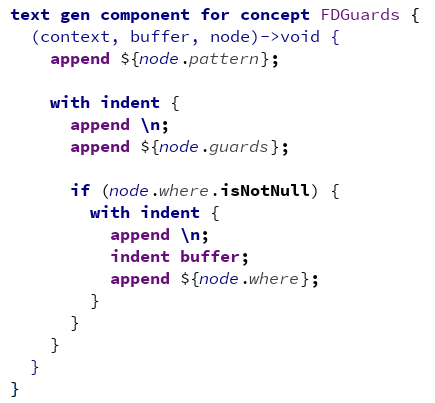 text gen component for concept FDGuards {
  (context, buffer, node)->void {
    append ${node.pattern};

    with indent {
      append \n;
      append ${node.guards};

      if (node.where.isNotNull) {
        with indent {
          append \n;
          indent buffer;
          append ${node.where};
        }
      }
    }
  }
}